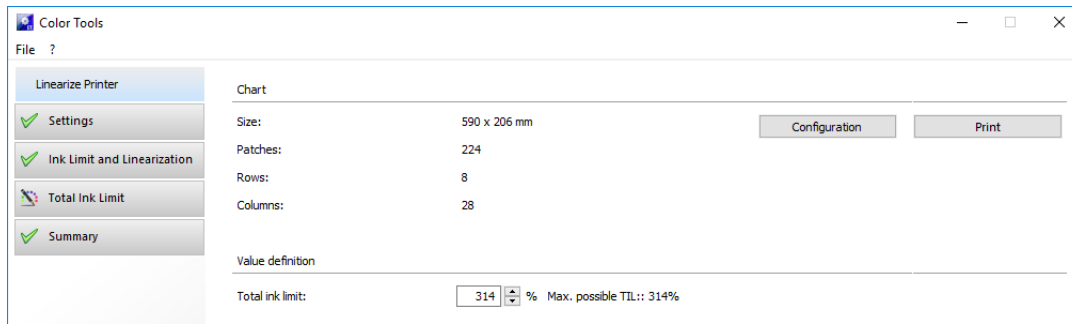 Color Tools
File ?
Linearize Printer
Settings
Ink Limit and Linearization
Total Ink Limit
Summary
Chart
Size: 590 x 206 mm
Configuration Print
Patches: 224
Rows: 8
Columns: 28
Value definition
Total ink limit: 314 % Max. possible TIL:: 314%